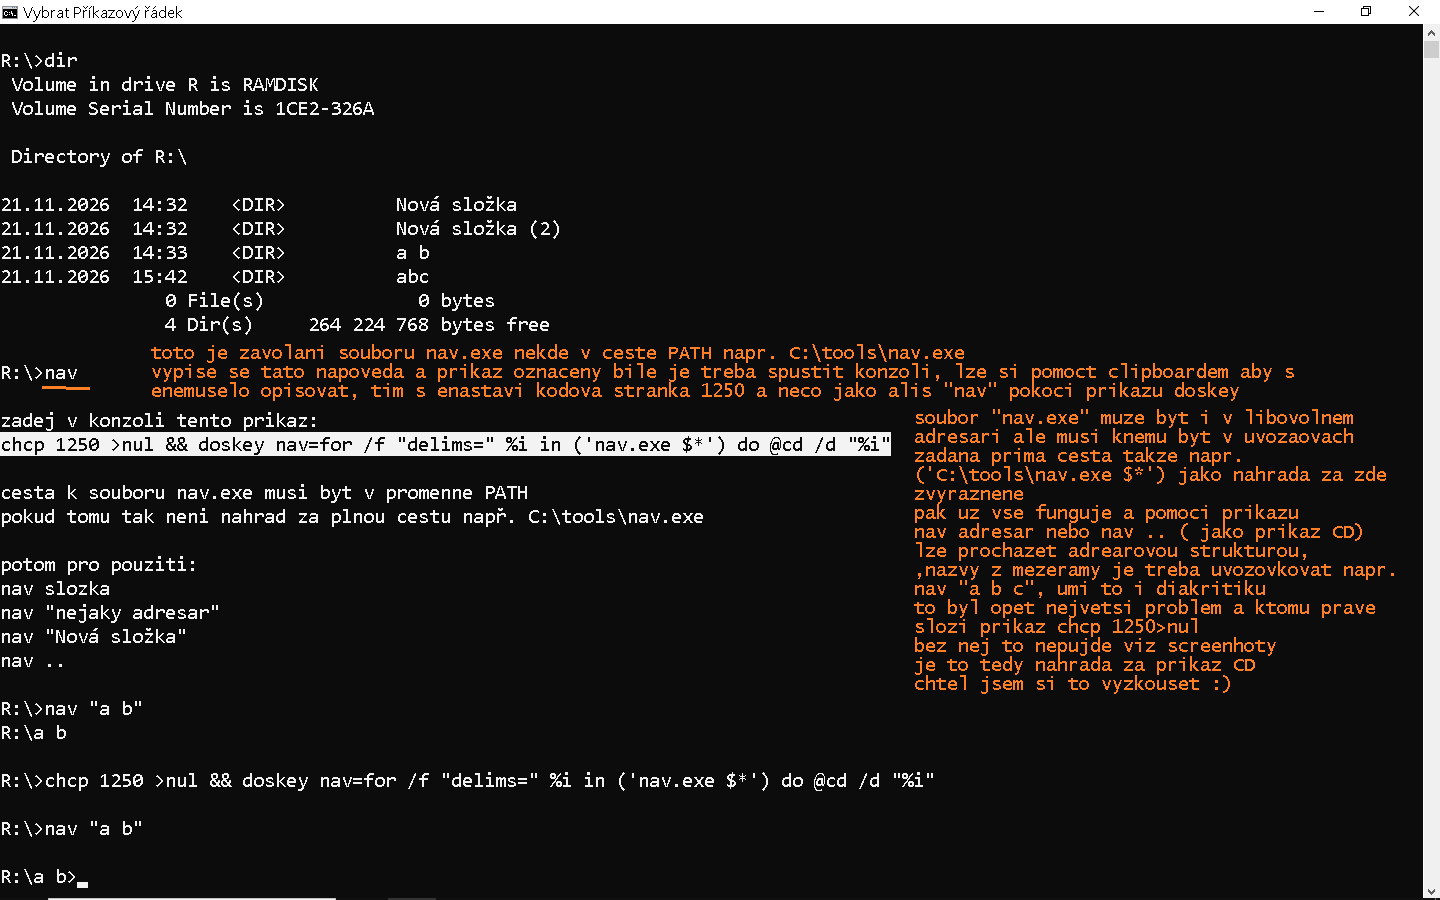 Vybrat Příkazový řádek
R:\>dir
Volume in drive R is RAMDISK
Volume Serial Number is 1CE2-326A
Directory of R:\
21.11.2026  14:32    <DIR>          Nová složka
21.11.2026  14:32    <DIR>          Nová složka (2)
21.11.2026  14:33    <DIR>          a b
21.11.2026  15:42    <DIR>          abc
0 File(s)              0 bytes
4 Dir(s)     264 224 768 bytes free
toto je zavolani souboru nav.exe nekde v ceste PATH napr. C:\tools\nav.exe
R:\>nav
vypise se tato napoveda a prikaz oznaceny bile je treba spustit konzoli, lze si pomoct clipboardem aby s
enemuselo opisovat, tim s enastavi kodova stranka 1250 a neco jako alis "nav" pokoci prikazu doskey
zadej v konzoli tento prikaz:
chcp 1250 >nul && doskey nav=for /f "delims=" %i in ('nav.exe $*') do @cd /d "%i"
cesta k souboru nav.exe musi byt v promenne PATH
pokud tomu tak neni nahrad za plnou cestu např. C:\tools\nav.exe
potom pro pouziti:
nav slozka
nav "nejaky adresar"
nav "Nová složka"
nav ..
soubor "nav.exe" muze byt i v libovolnem
adresari ale musi knemu byt v uvozaovach
zadana prima cesta takze napr.
('C:\tools\nav.exe $*') jako nahrada za zde
zvyraznene
pak uz vse funguje a pomoci prikazu
nav adresar nebo nav .. ( jako prikaz CD)
lze prochazet adrearovou strukturou,
,nazvy z mezeramy je treba uvozovkovat napr.
nav "a b c", umi to i diakritiku
to byl opet nejvetsi problem a ktomu prave
slozi prikaz chcp 1250>nul
bez nej to nepujde viz screenhoty
je to tedy nahrada za prikaz CD
chtel jsem si to vyzkouset :)
R:\>nav "a b"
R:\a b
R:\>chcp 1250 >nul && doskey nav=for /f "delims=" %i in ('nav.exe $*') do @cd /d "%i"
R:\>nav "a b"
R:\a b>